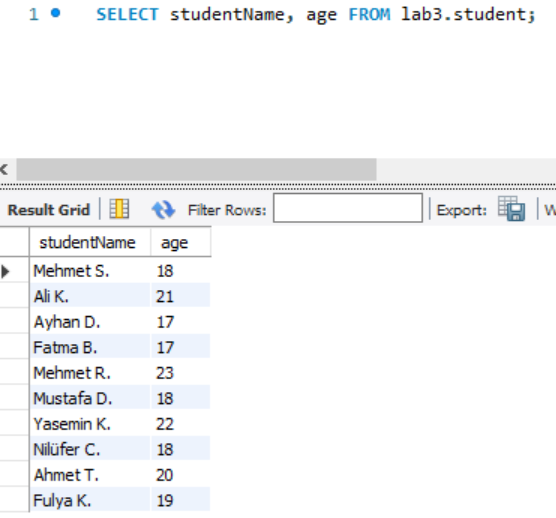 1 SELECT studentName, age FROM lab3.student;
Result Grid Filter Rows: Export:
studentName age
Mehmet S. 18
Ali K. 21
Ayhan D. 17
Fatma B. 17
Mehmet R. 23
Mustafa D. 18
Yasemin K. 22
Nilüfer C. 18
Ahmet T. 20
Fulya K. 19